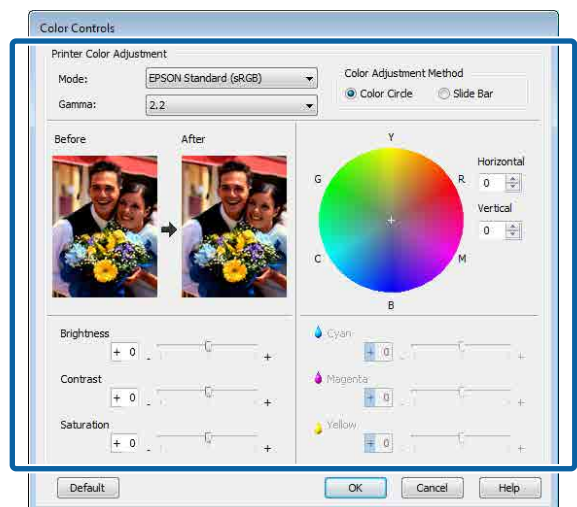 Color Controls
Printer Color Adjustment
Mode: EPSON Standard (sRGB)
Gamma: 2.2
Color Adjustment Method
Color Circle Slide Bar
Before After
Y
G R
C M
B
Horizontal
0
Vertical
0
Brightness
+ 0 - +
Contrast
+ 0 - +
Saturation
+ 0 - +
Cyan
+ 0 - +
Magenta
+ 0 - +
Yellow
+ 0 - +
Default OK Cancel Help